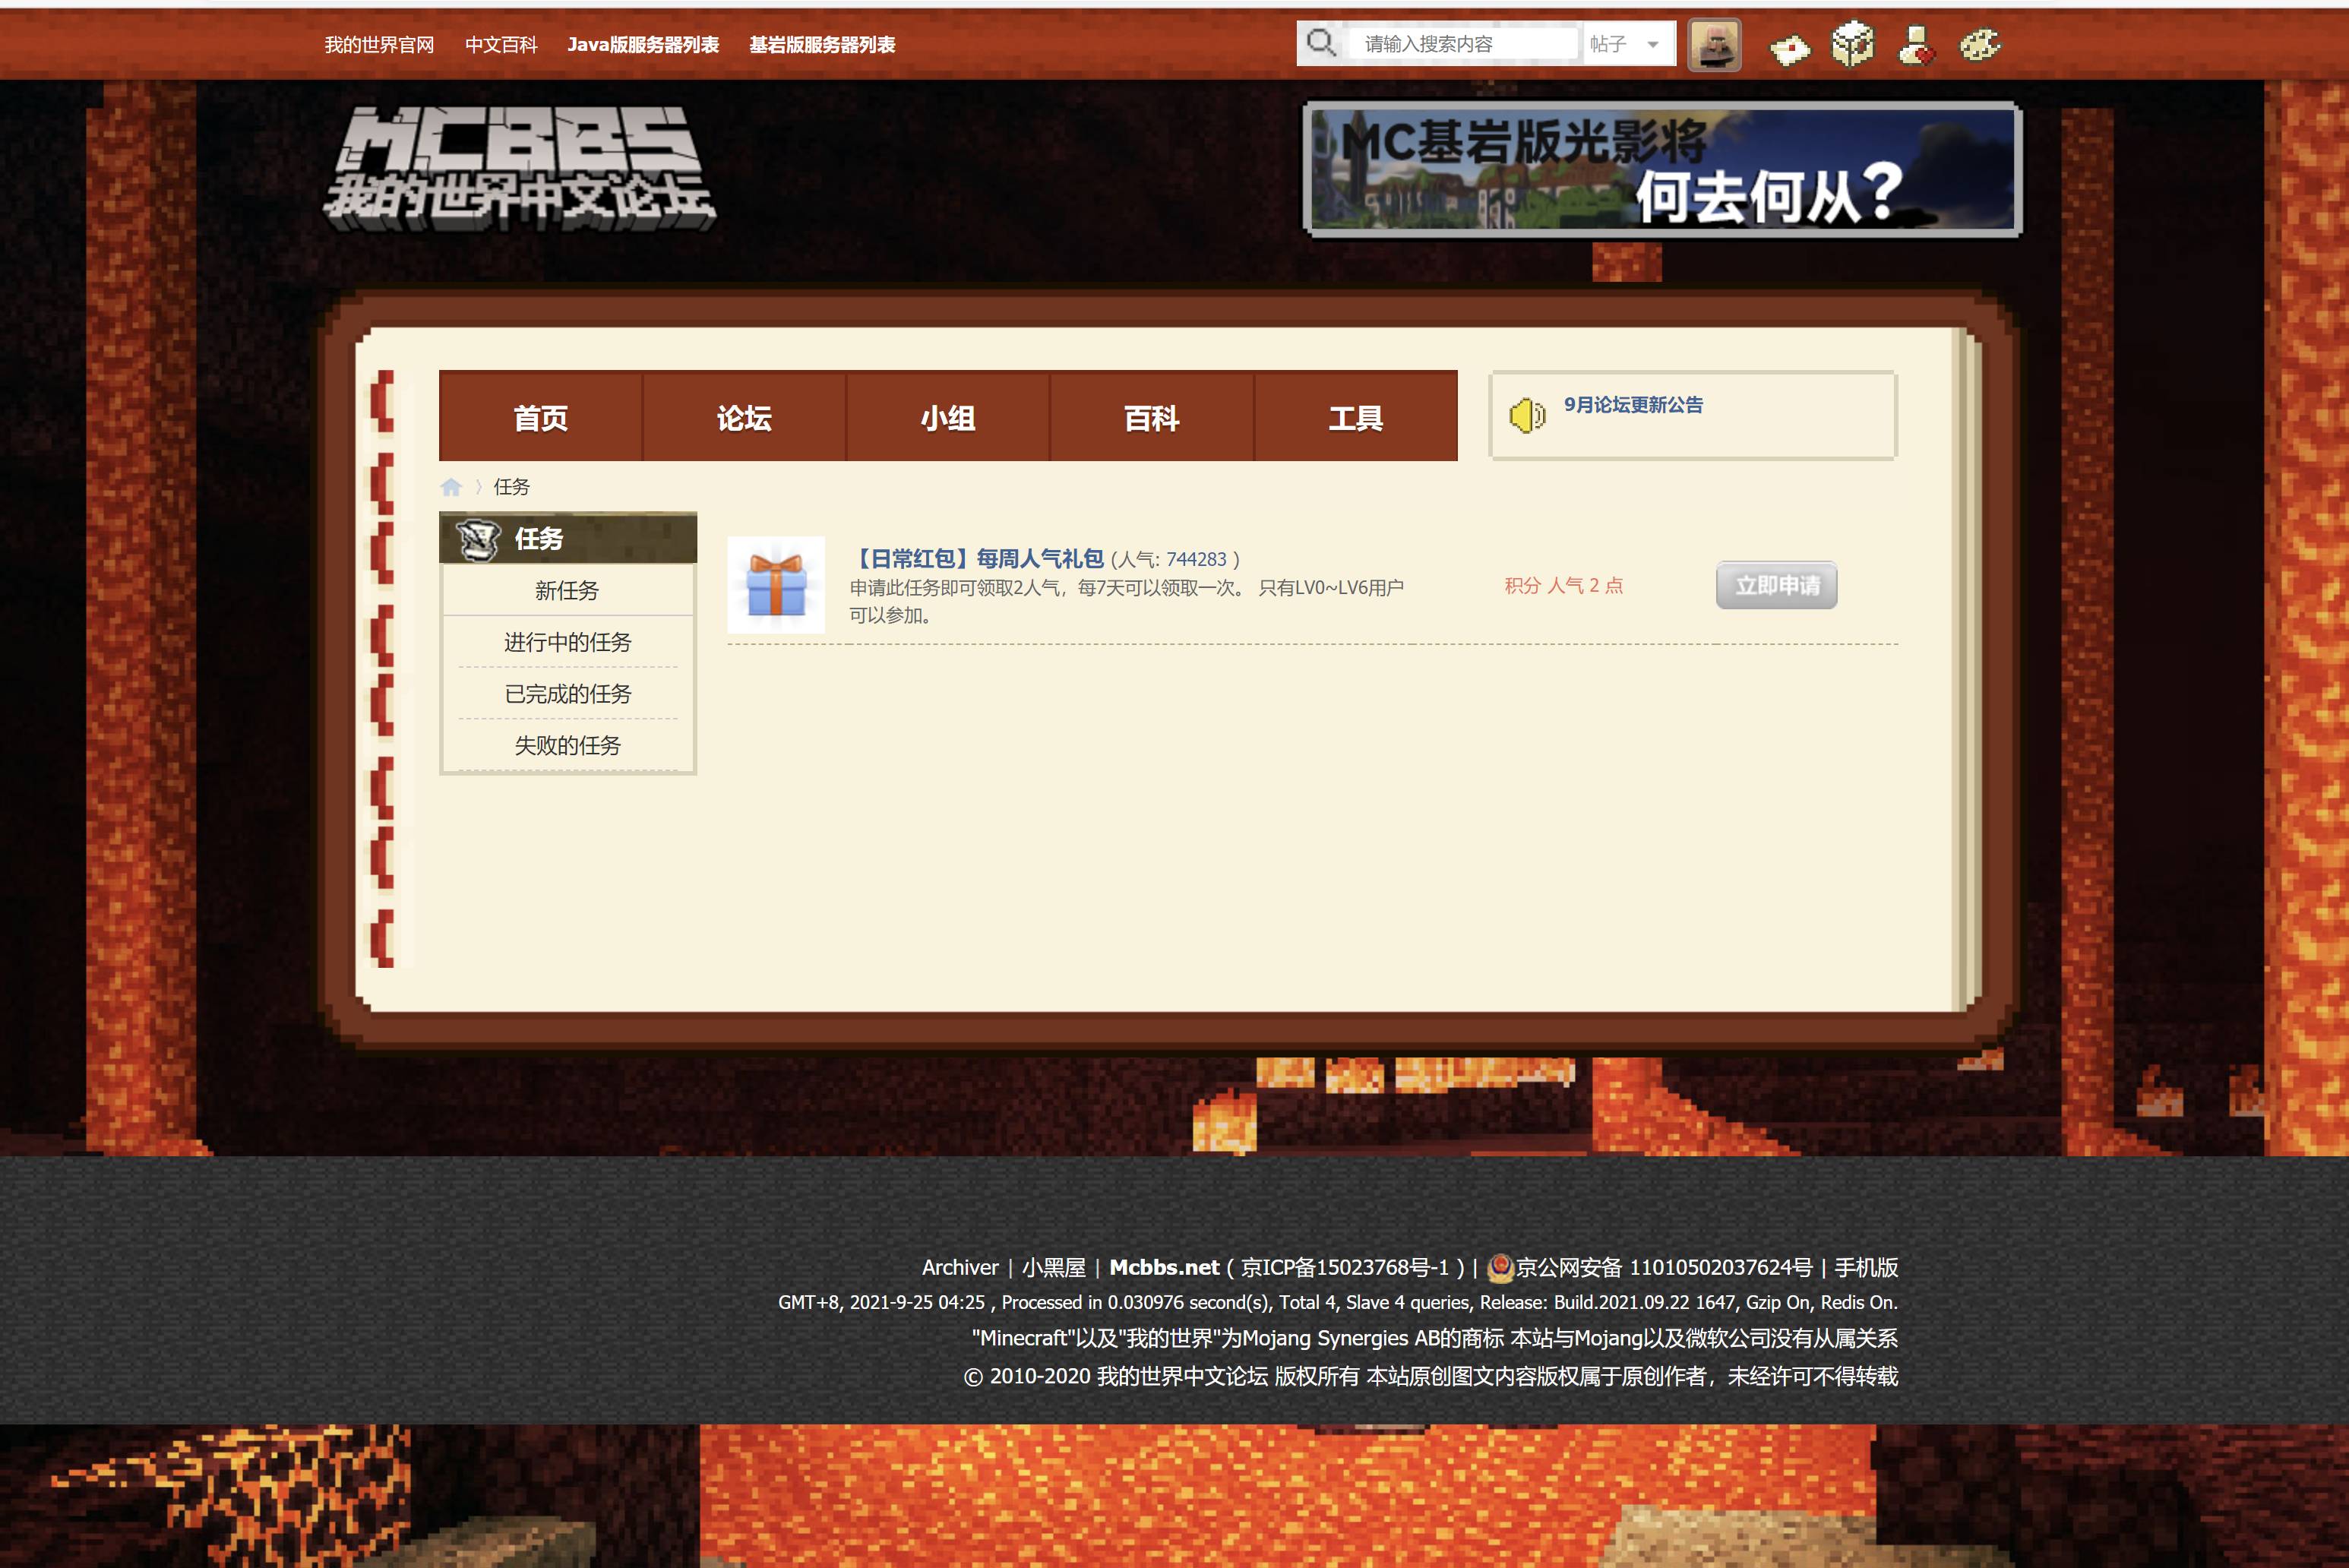 我的世界官网 中文百科 Java版服务器列表 基岩版服务器列表 请输入搜索内容 帖子
MCBBS
我的世界中文论坛
MC基岩版光影将
何去何从?
首页 论坛 小组 百科 工具
9月论坛更新公告
〉任务
任务
新任务
进行中的任务
已完成的任务
失败的任务
【日常红包】每周人气礼包 (人气: 744283 )
申请此任务即可领取2人气，每7天可以领取一次。 只有LV0~LV6用户
可以参加。
积分 人气 2 点
立即申请
Archiver | 小黑屋 | Mcbbs.net ( 京ICP备15023768号-1 ) | 京公网安备 11010502037624号 | 手机版
GMT+8, 2021-9-25 04:25 , Processed in 0.030976 second(s), Total 4, Slave 4 queries, Release: Build.2021.09.22 1647, Gzip On, Redis On.
"Minecraft"以及"我的世界"为Mojang Synergies AB的商标 本站与Mojang以及微软公司没有从属关系
© 2010-2020 我的世界中文论坛 版权所有 本站原创图文内容版权属于原创作者，未经许可不得转载